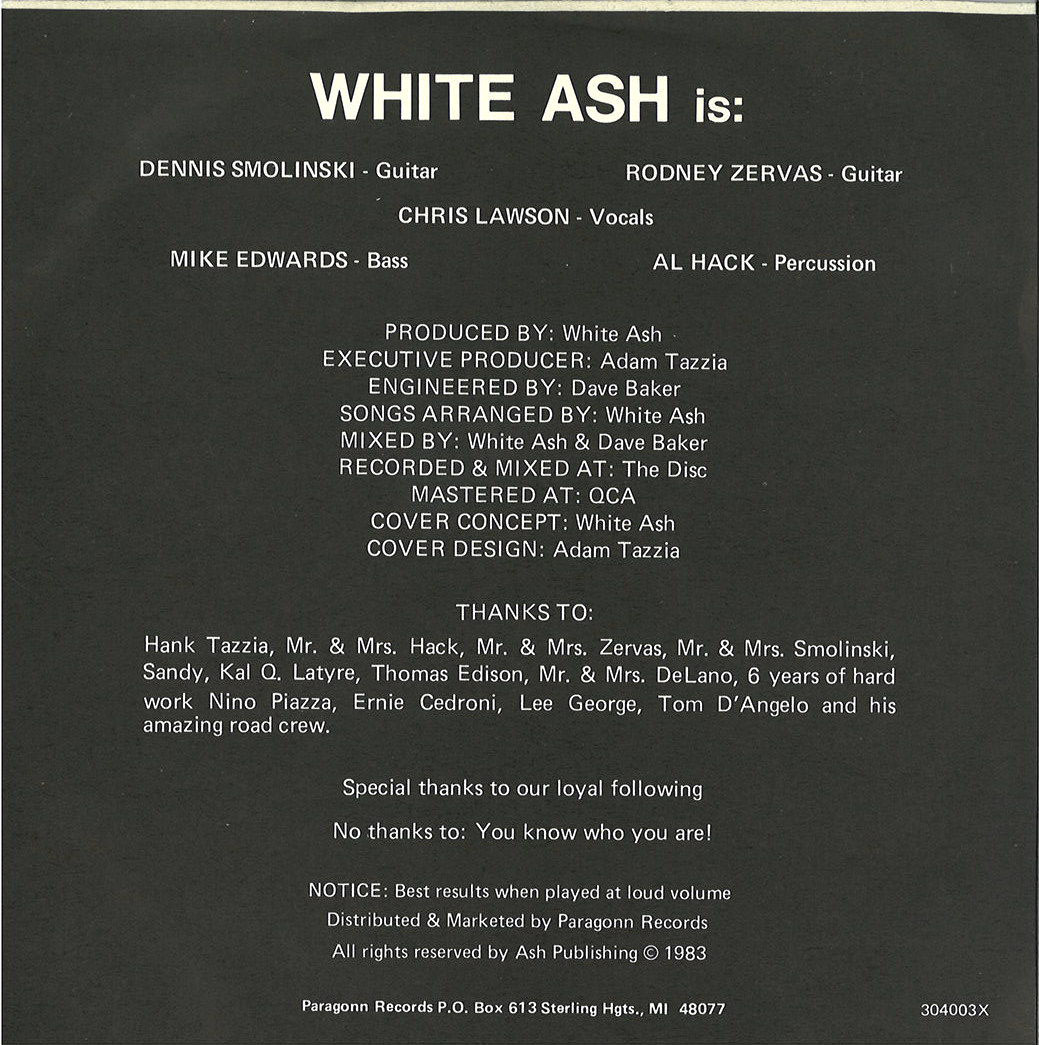 WHITE ASH is:
DENNIS SMOLINSKI - Guitar
RODNEY ZERVAS - Guitar
CHRIS LAWSON - Vocals
MIKE EDWARDS - Bass
AL HACK - Percussion
PRODUCED BY: White Ash
EXECUTIVE PRODUCER: Adam Tazzia
ENGINEERED BY: Dave Baker
SONGS ARRANGED BY: White Ash
MIXED BY: White Ash & Dave Baker
RECORDED & MIXED AT: The Disc
MASTERED AT: QCA
COVER CONCEPT: White Ash
COVER DESIGN: Adam Tazzia
THANKS TO:
Hank Tazzia, Mr. & Mrs. Hack, Mr. & Mrs. Zervas, Mr. & Mrs. Smolinski,
Sandy, Kal Q. Latyre, Thomas Edison, Mr. & Mrs. DeLano, 6 years of hard
work Nino Piazza, Ernie Cedroni, Lee George, Tom D'Angelo and his
amazing road crew.
Special thanks to our loyal following
No thanks to: You know who you are!
NOTICE: Best results when played at loud volume
Distributed & Marketed by Paragonn Records
All rights reserved by Ash Publishing © 1983
Paragonn Records P.O. Box 613 Sterling Hgts., MI 48077
304003X